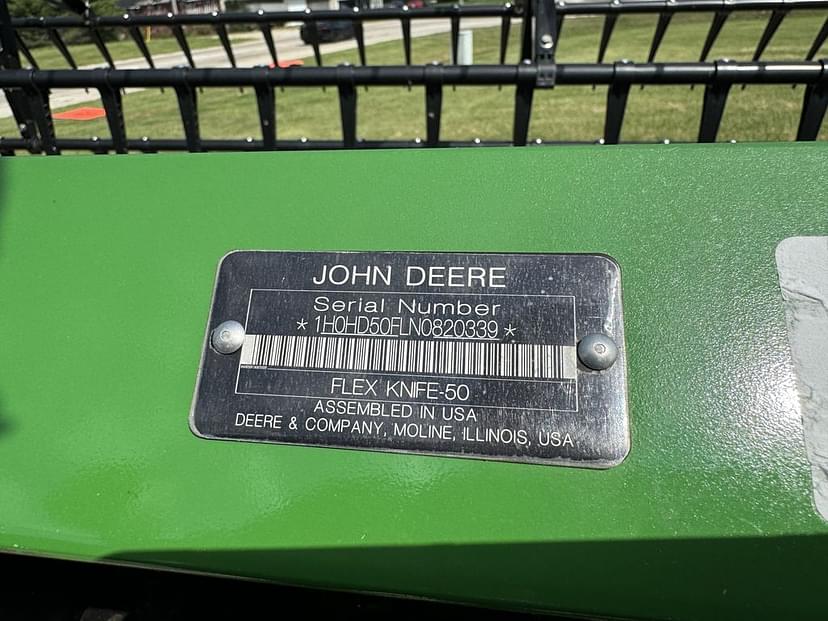 JOHN DEERE
Serial Number
*1H0HD50FLN0820339*
FLEX KNIFE-50
ASSEMBLED IN USA
DEERE & COMPANY, MOLINE, ILLINOIS, USA